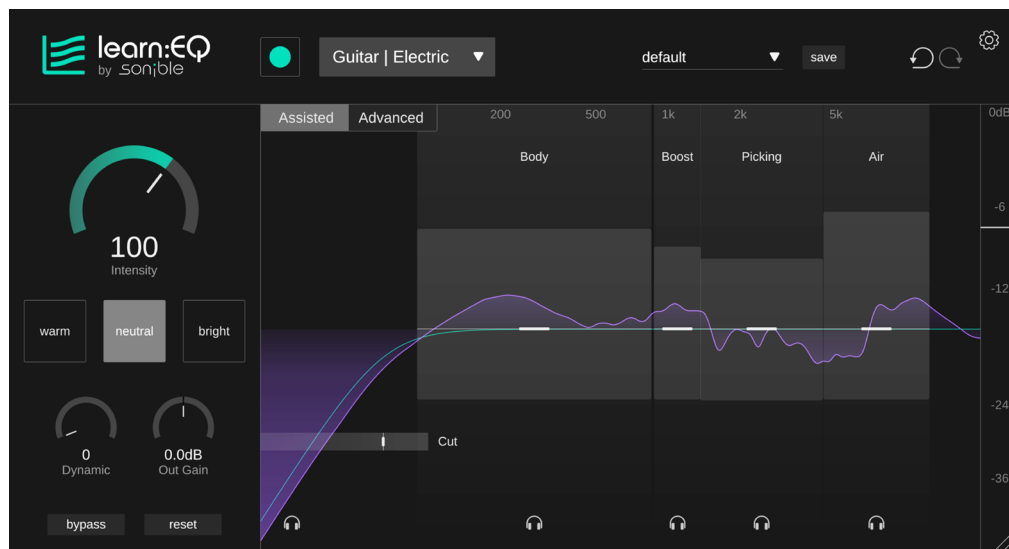 learn:EQ
by sonible
Guitar | Electric
default
save
Assisted
Advanced
200
500
1k
2k
5k
0dB
Body
Boost
Picking
Air
-6
100
Intensity
-12
warm
neutral
bright
-24
Cut
0
Dynamic
0.0dB
Out Gain
-36
bypass
reset